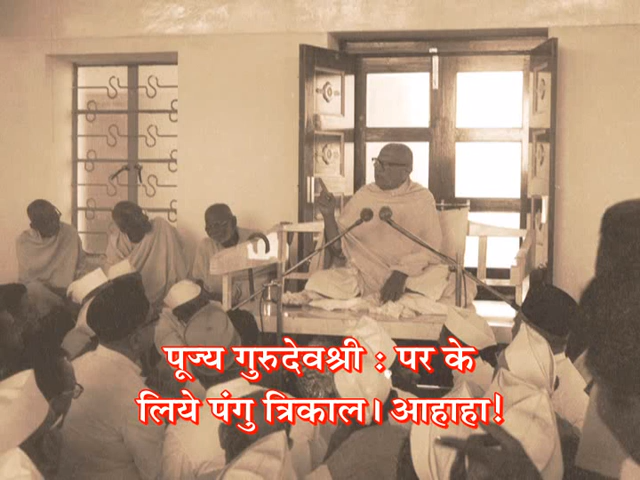 पूज्य गुरुदेवश्री : पर के
लिये पंगु त्रिकाल। आहाहा!